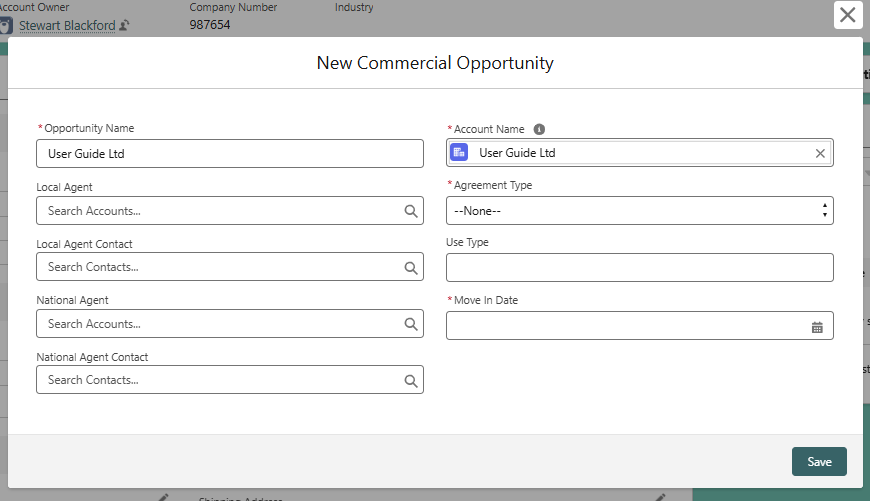 Account Owner
Company Number
Industry
Stewart Blackford
987654
New Commercial Opportunity
*Opportunity Name
User Guide Ltd
*Account Name
User Guide Ltd
Local Agent
Search Accounts...
*Agreement Type
--None--
Local Agent Contact
Search Contacts...
Use Type
National Agent
Search Accounts...
*Move In Date
National Agent Contact
Search Contacts...
Save
Shipping Address